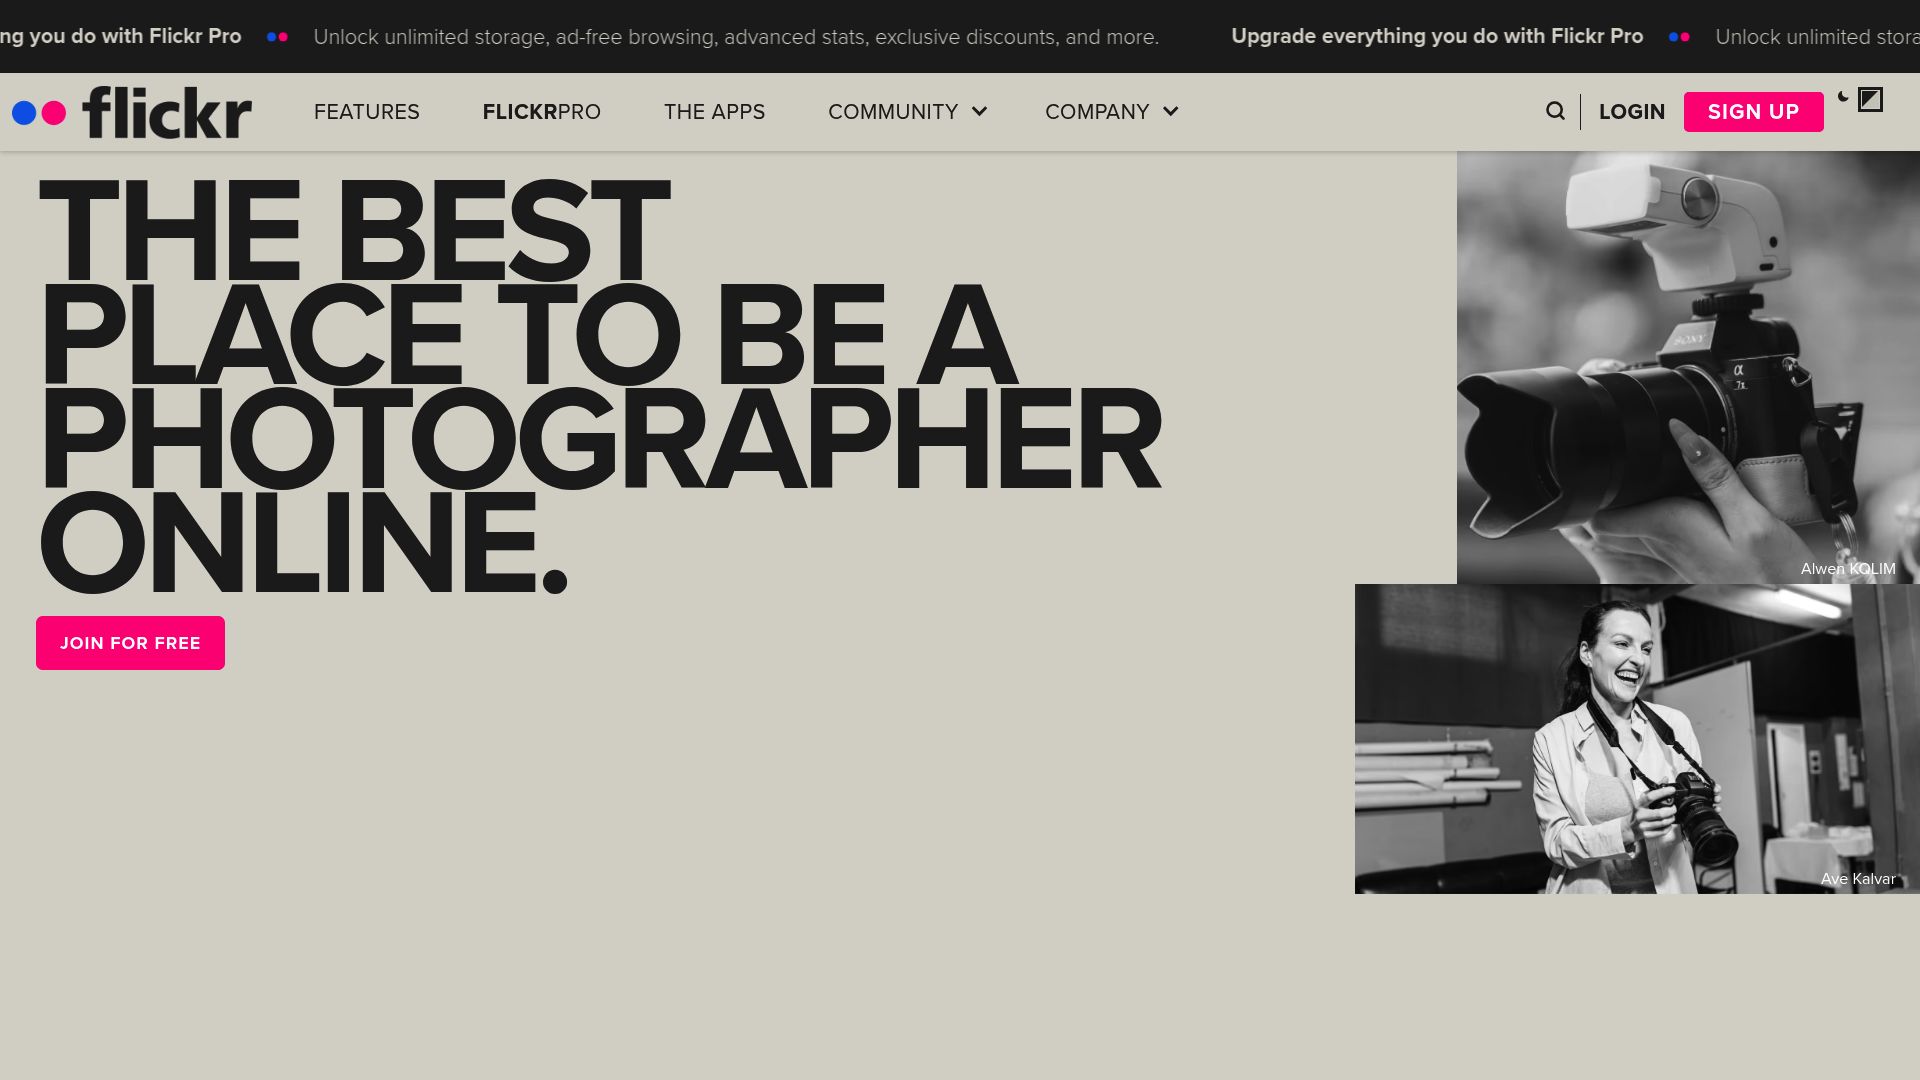 ng you do with Flickr Pro Unlock unlimited storage, ad-free browsing, advanced stats, exclusive discounts, and more. Upgrade everything you do with Flickr Pro Unlock unlimited stora
flickr FEATURES FLICKRPRO THE APPS COMMUNITY COMPANY LOGIN SIGN UP
THE BEST
PLACE TO BE A
PHOTOGRAPHER
ONLINE.
JOIN FOR FREE
SONY
α
7II
Alwen KQLIM
Ave Kalvar